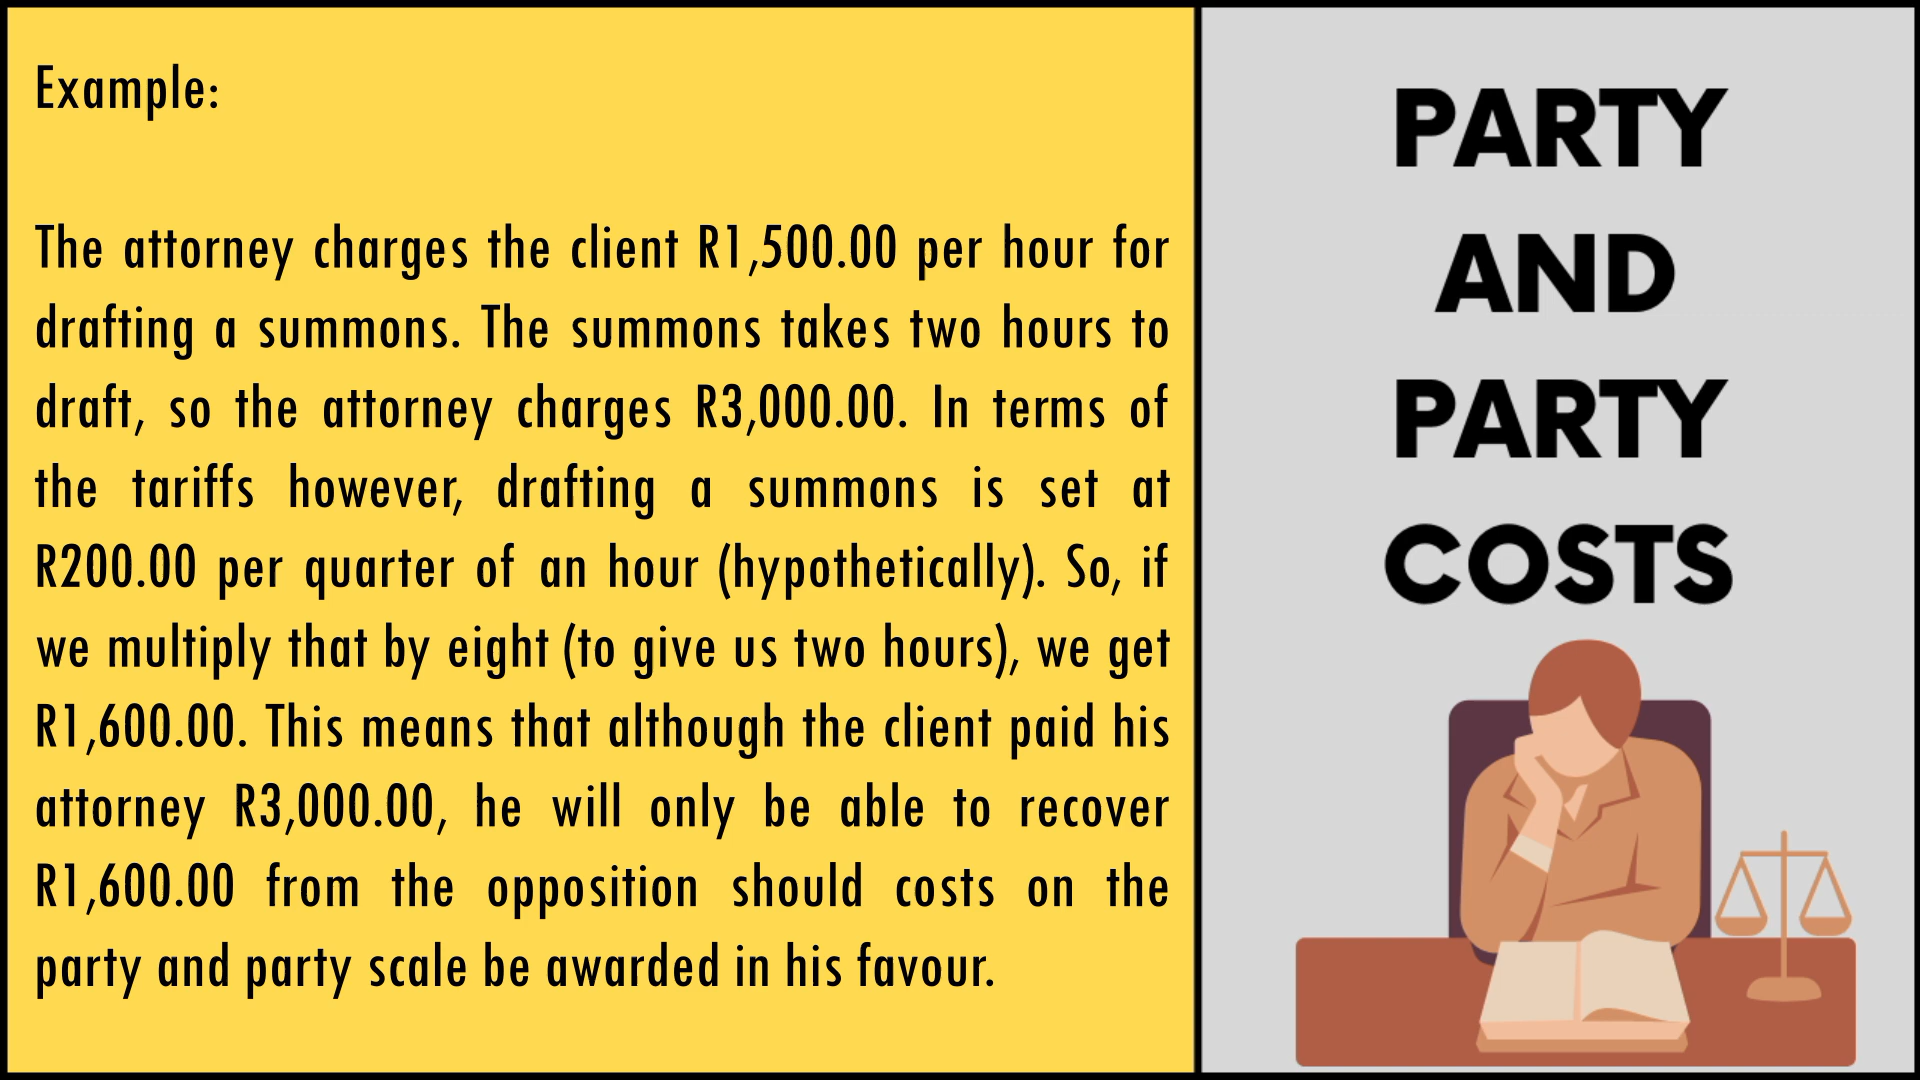 Example:
The attorney charges the client R1,500.00 per hour for
drafting a summons. The summons takes two hours to
draft, so the attorney charges R3,000.00. In terms of
the tariffs however, drafting a summons is set at
R200.00 per quarter of an hour (hypothetically). So, if
we multiply that by eight (to give us two hours), we get
R1,600.00. This means that although the client paid his
attorney R3,000.00, he will only be able to recover
R1,600.00 from the opposition should costs on the
party and party scale be awarded in his favour.
PARTY
AND
PARTY
COSTS